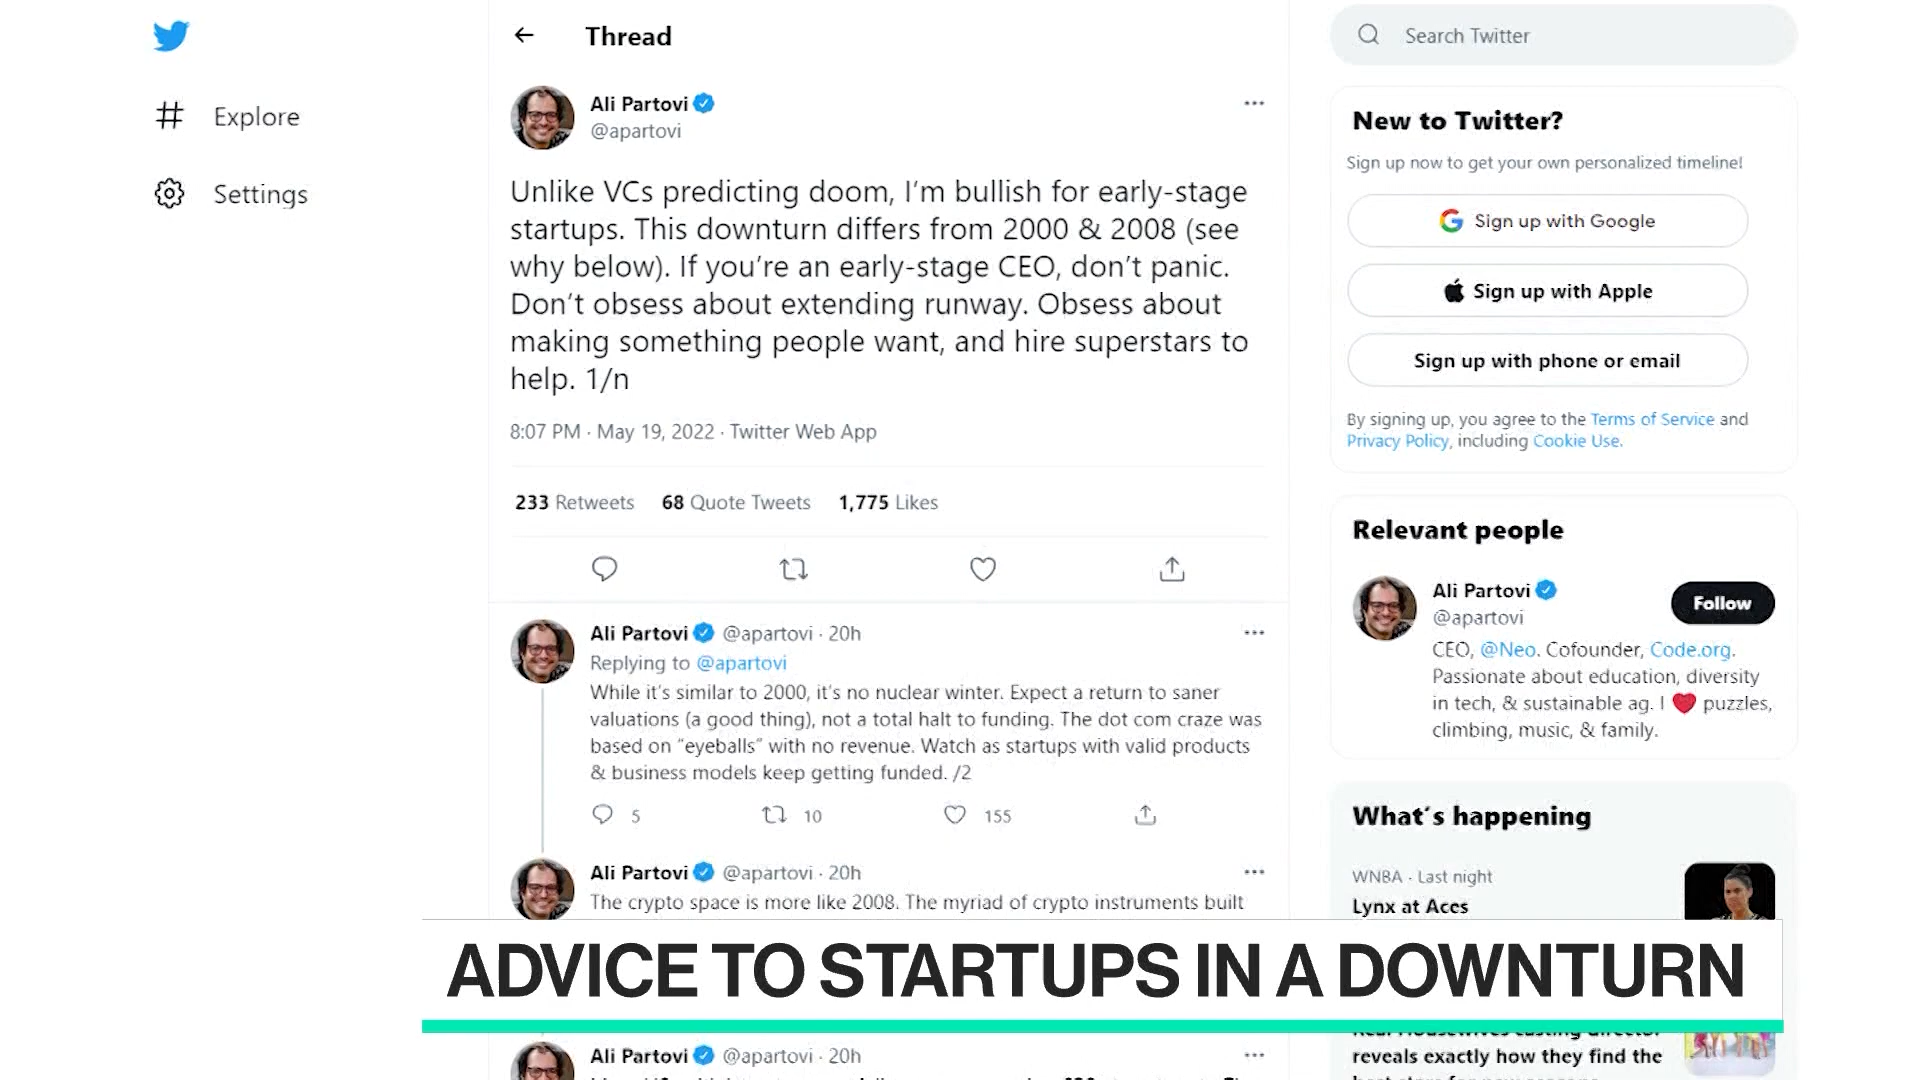 Thread
Search Twitter
Explore
Settings
Ali Partovi
@apartovi
Unlike VCs predicting doom, I'm bullish for early-stage
startups. This downturn differs from 2000 & 2008 (see
why below). If you're an early-stage CEO, don't panic.
Don't obsess about extending runway. Obsess about
making something people want, and hire superstars to
help. 1/n
8:07 PM · May 19, 2022 · Twitter Web App
233 Retweets 68 Quote Tweets 1,775 Likes
Ali Partovi @apartovi · 20h
Replying to @apartovi
While it's similar to 2000, it's no nuclear winter. Expect a return to saner
valuations (a good thing), not a total halt to funding. The dot com craze was
based on "eyeballs" with no revenue. Watch as startups with valid products
& business models keep getting funded. /2
5 10 155
Ali Partovi @apartovi · 20h
The crypto space is more like 2008. The myriad of crypto instruments built
Ali Partovi @apartovi · 20h
New to Twitter?
Sign up now to get your own personalized timeline!
Sign up with Google
Sign up with Apple
Sign up with phone or email
By signing up, you agree to the Terms of Service and
Privacy Policy, including Cookie Use.
Relevant people
Ali Partovi
@apartovi
Follow
CEO, @Neo. Cofounder, Code.org.
Passionate about education, diversity
in tech, & sustainable ag. I ❤️ puzzles,
climbing, music, & family.
What's happening
WNBA · Last night
Lynx at Aces
Real Housewives casting director
reveals exactly how they find the
ADVICE TO STARTUPS IN A DOWNTURN